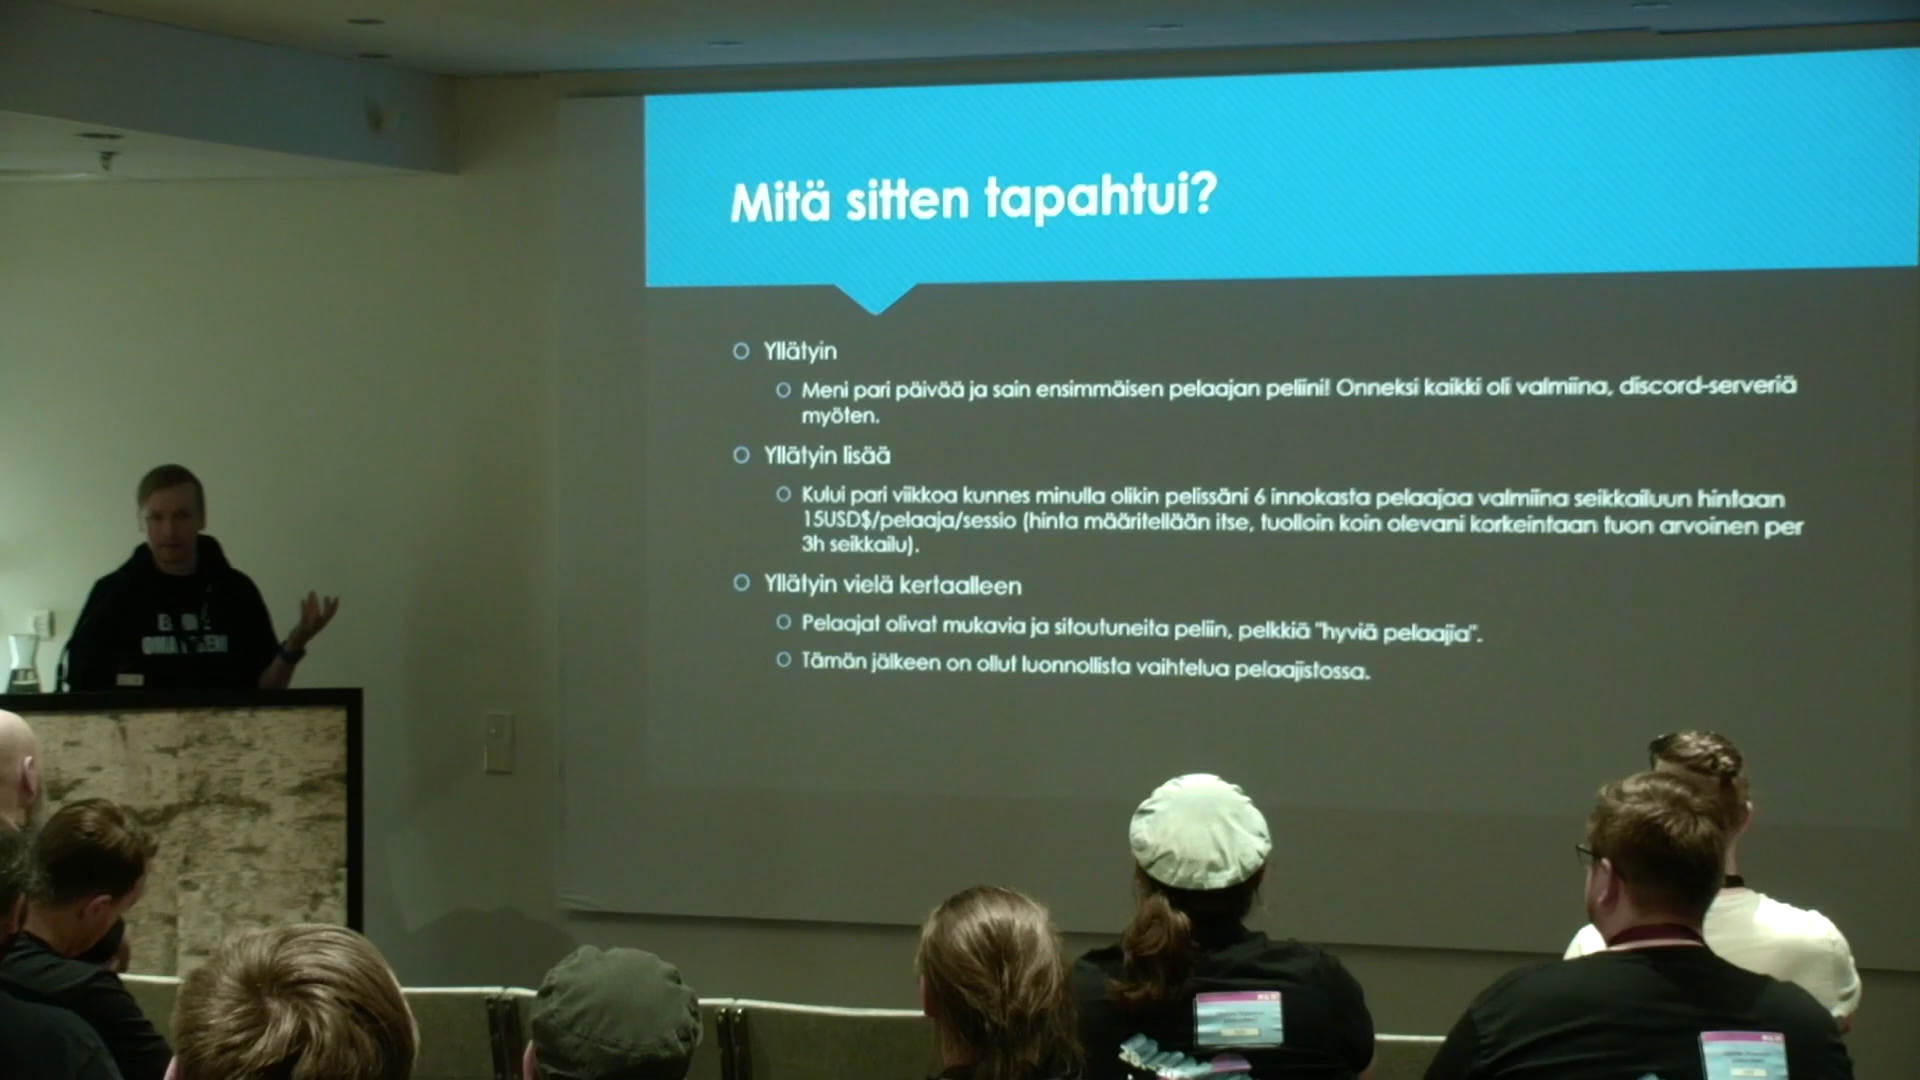 Mitä sitten tapahtui?
Yllätyin
Meni pari päivää ja sain ensimmäisen pelaajan peliini! Onneksi kaikki oli valmiina, discord-serveriä
myöten.
Yllätyin lisää
Kului pari viikkoa kunnes minulla olikin pelissäni 6 innokasta pelaajaa valmiina seikkailuun hintaan
15USD$/pelaaja/sessio (hinta määritellään itse, tuolloin koin olevani korkeintaan tuon arvoinen per
3h seikkailu).
Yllätyin vielä kertaalleen
Pelaajat olivat mukavia ja sitoutuneita peliin, pelkkiä "hyviä pelaajia".
Tämän jälkeen on ollut luonnollista vaihtelua pelaajistossa.